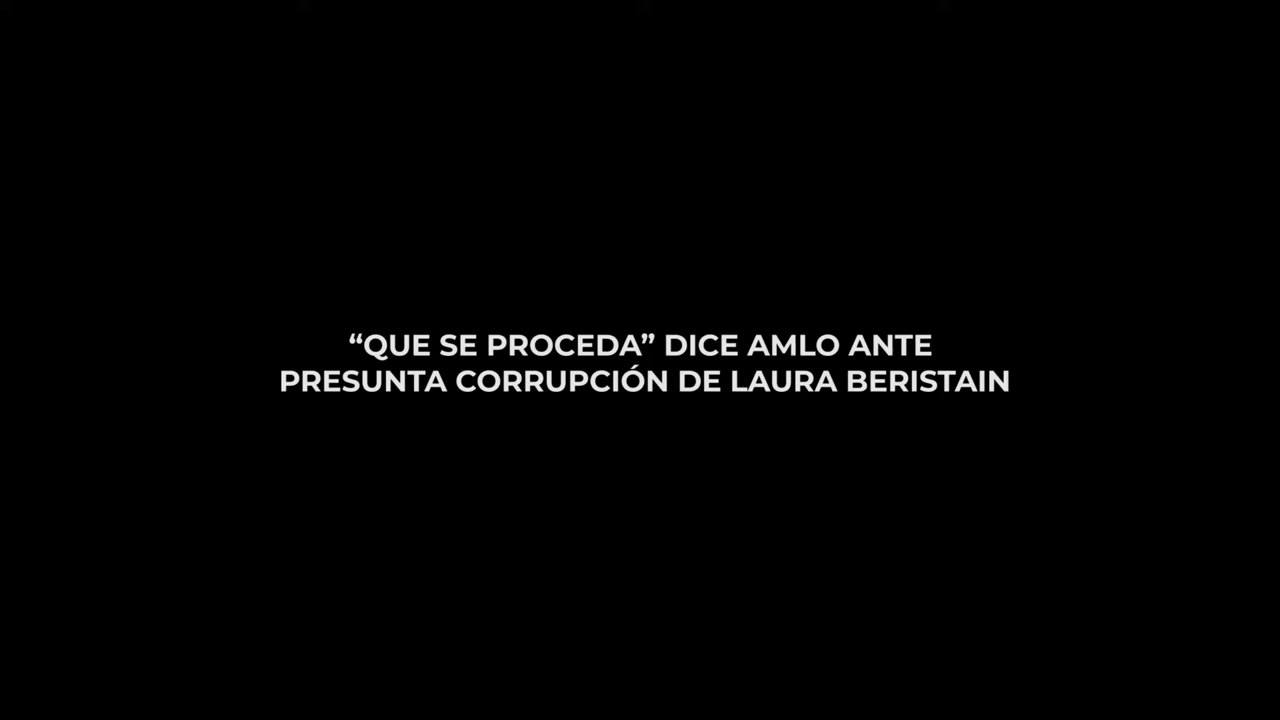 “QUE SE PROCEDA” DICE AMLO ANTE
PRESUNTA CORRUPCIÓN DE LAURA BERISTAIN